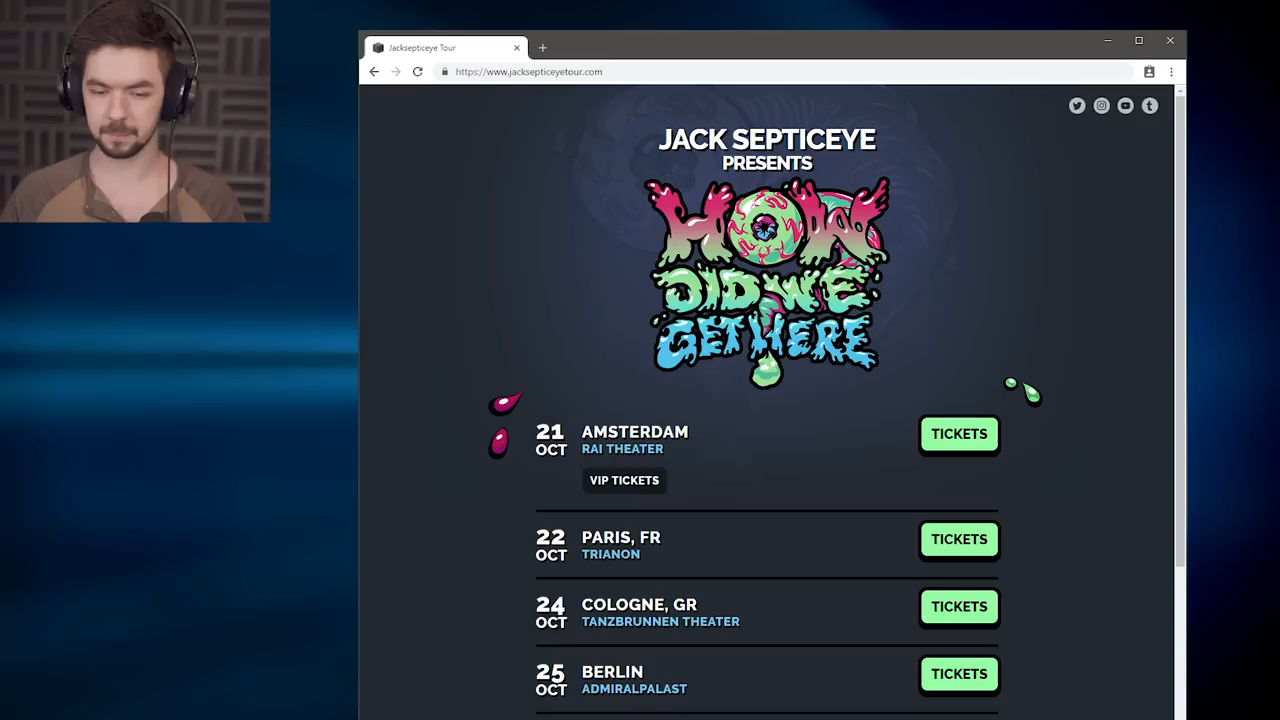 Jacksepticeye Tour
https://www.jacksepticeyetour.com
JACK SEPTICEYE
PRESENTS
HOW
DID WE
GET HERE
21 OCT
AMSTERDAM
RAI THEATER
TICKETS
VIP TICKETS
22 OCT
PARIS, FR
TRIANON
TICKETS
24 OCT
COLOGNE, GR
TANZBRUNNEN THEATER
TICKETS
25 OCT
BERLIN
ADMIRALPALAST
TICKETS